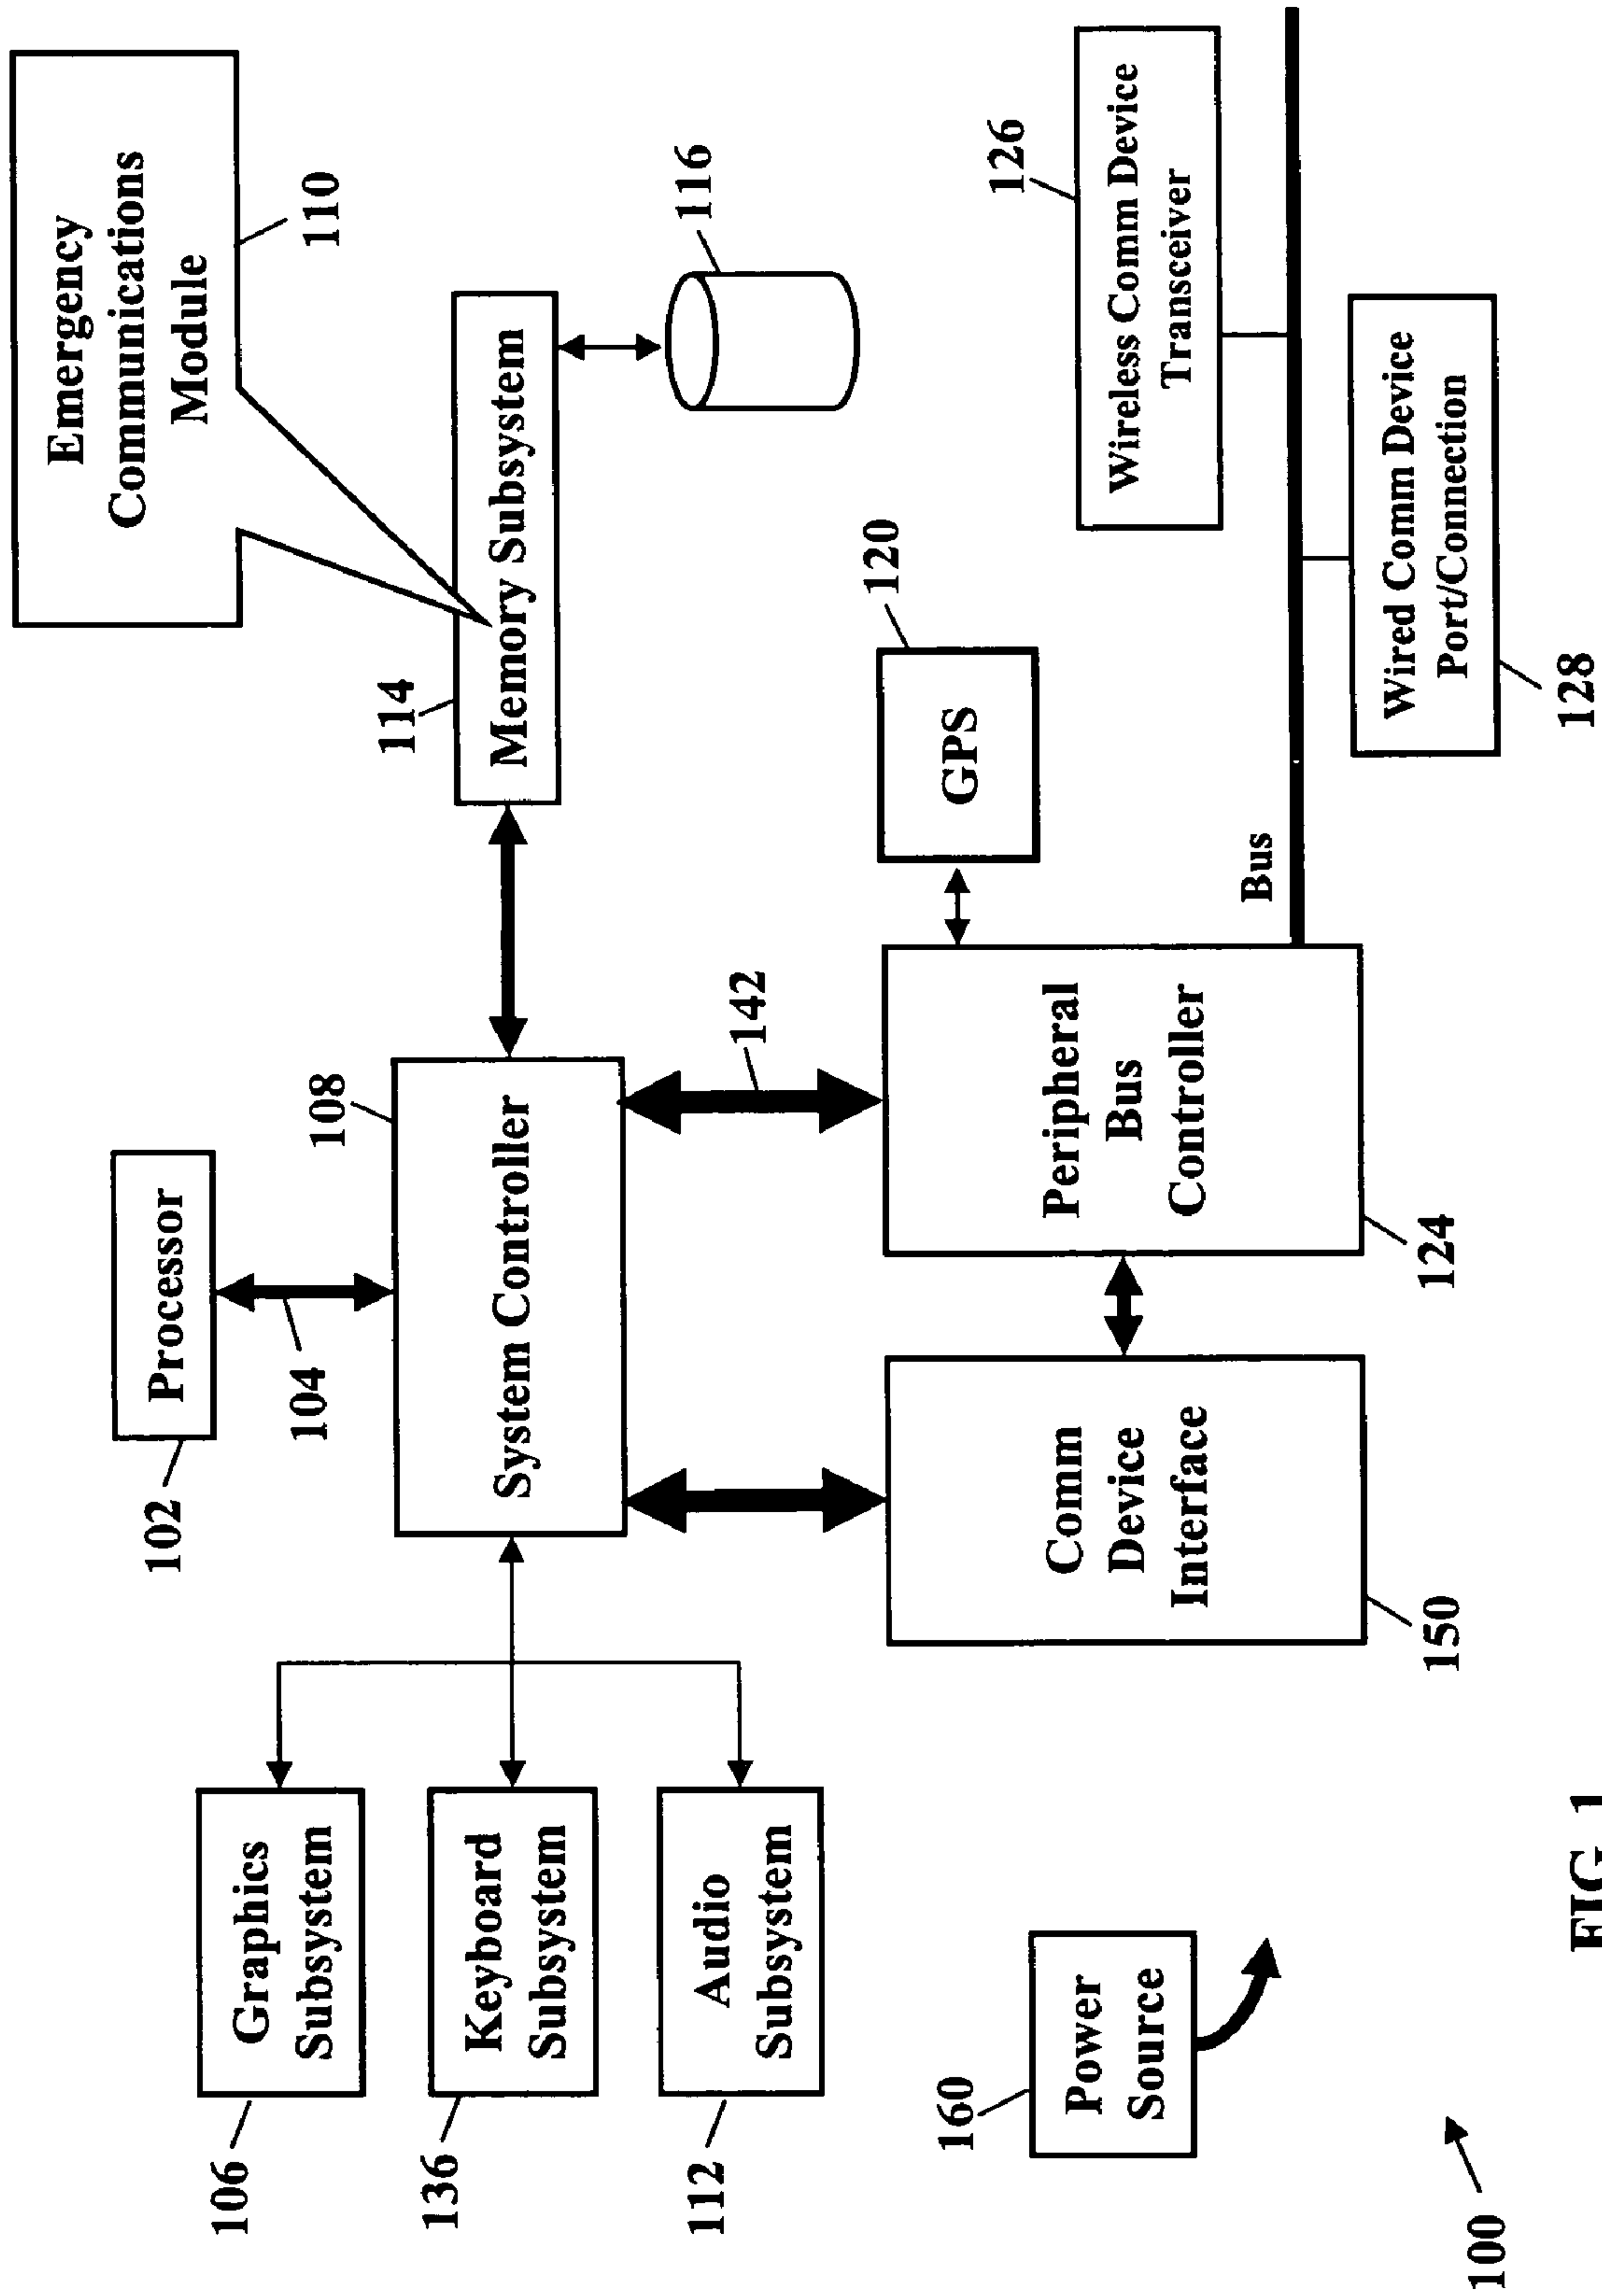 Emergency
Communications
Module
110
Processor
102
104
108
114
System Controller
Memory Subsystem
116
Graphics
Subsystem
106
Keyboard
Subsystem
136
Audio
Subsystem
112
142
120
GPS
126
Wireless Comm Device
Transceiver
Comm
Device
Interface
150
Peripheral
Bus
Controller
124
Bus
Wired Comm Device
Port/Connection
128
160
Power
Source
100
FIG. 1